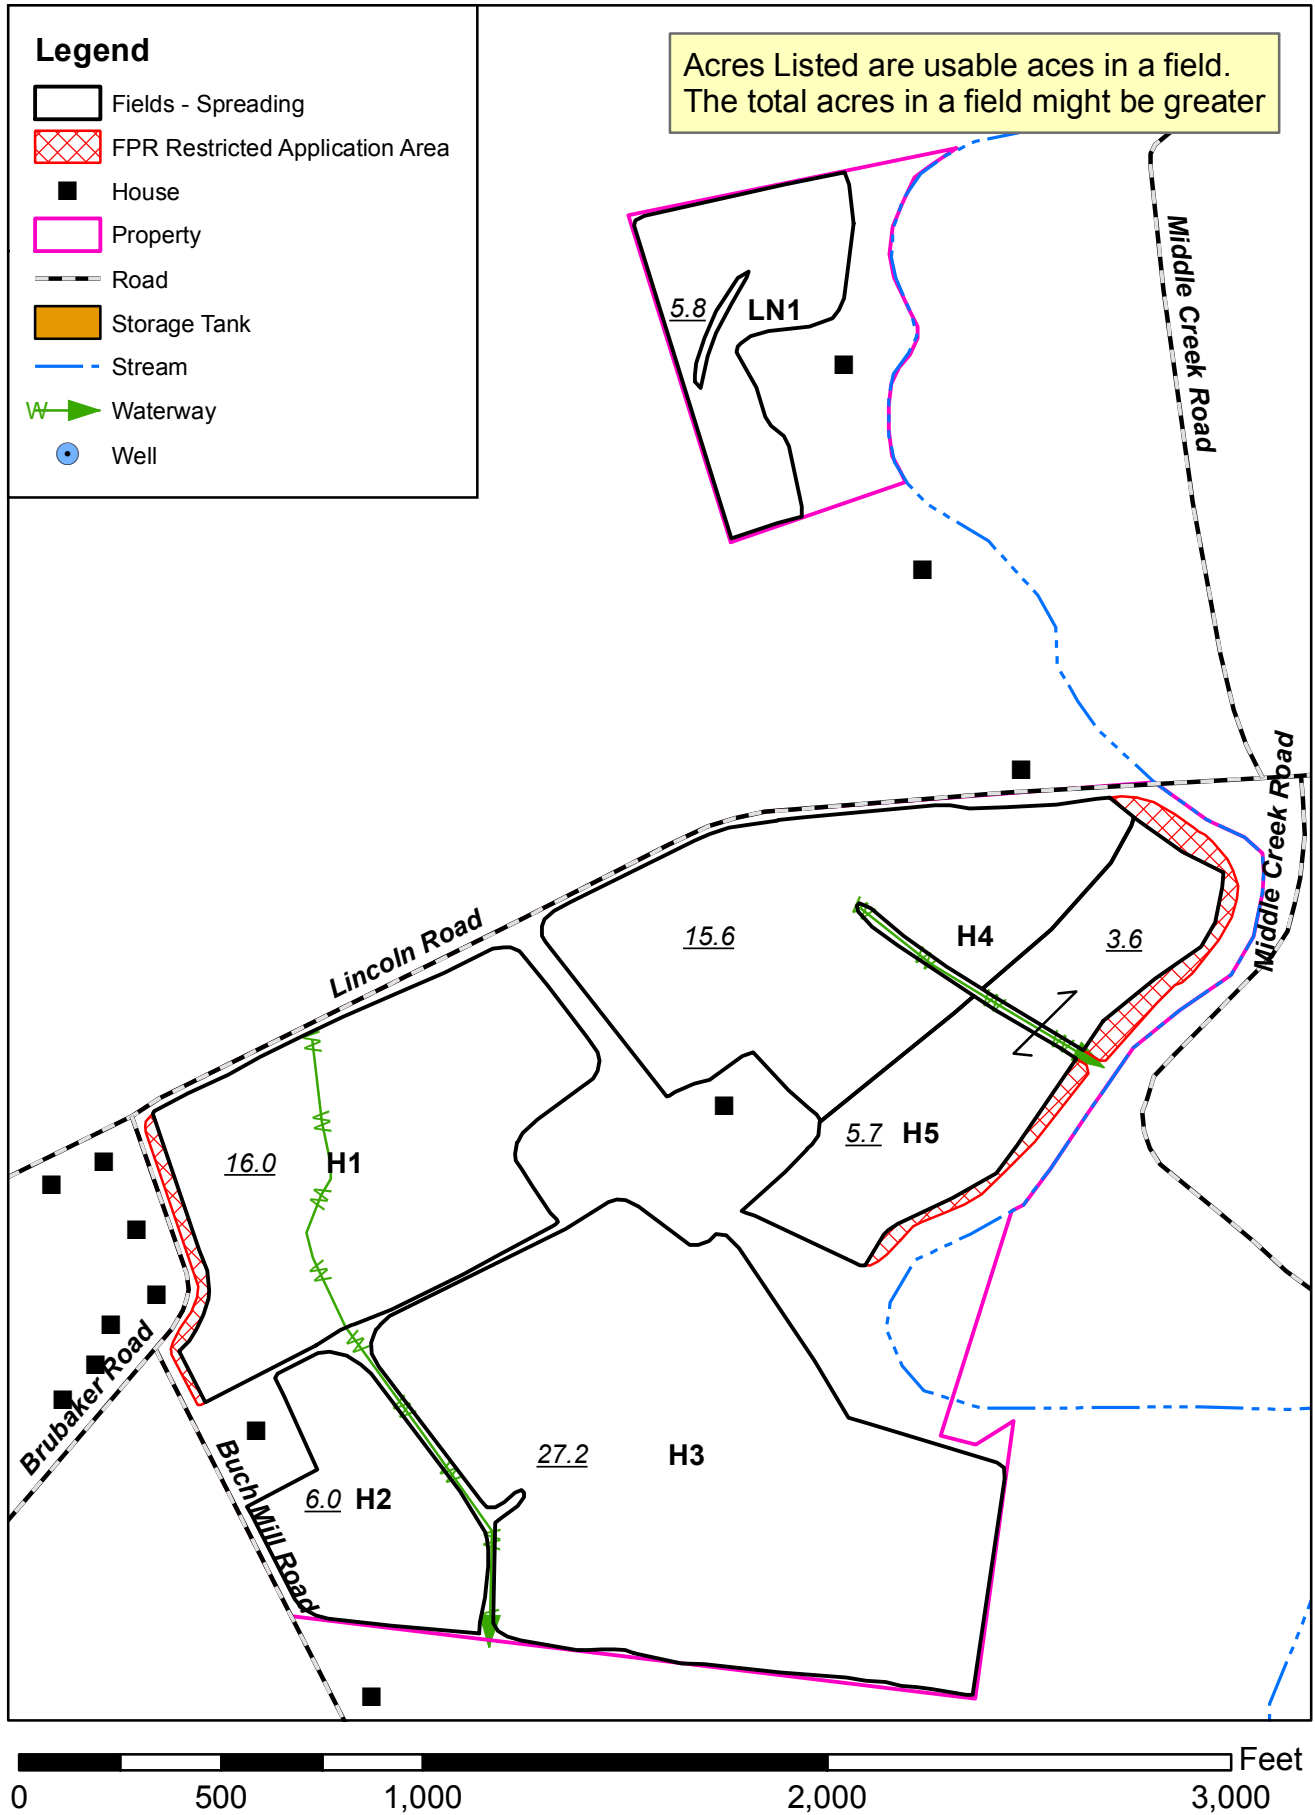 Legend
Fields - Spreading
FPR Restricted Application Area
House
Property
Road
Storage Tank
Stream
W
Waterway
Well
Acres Listed are usable aces in a field.
The total acres in a field might be greater
Middle Creek Road
5.8 LN1
Middle Creek Road
Lincoln Road
15.6
H4
3.6
16.0 H1
5.7 H5
Brubaker Road
Buch Mill Road
27.2 H3
6.0 H2
Feet
0 500 1,000 2,000 3,000